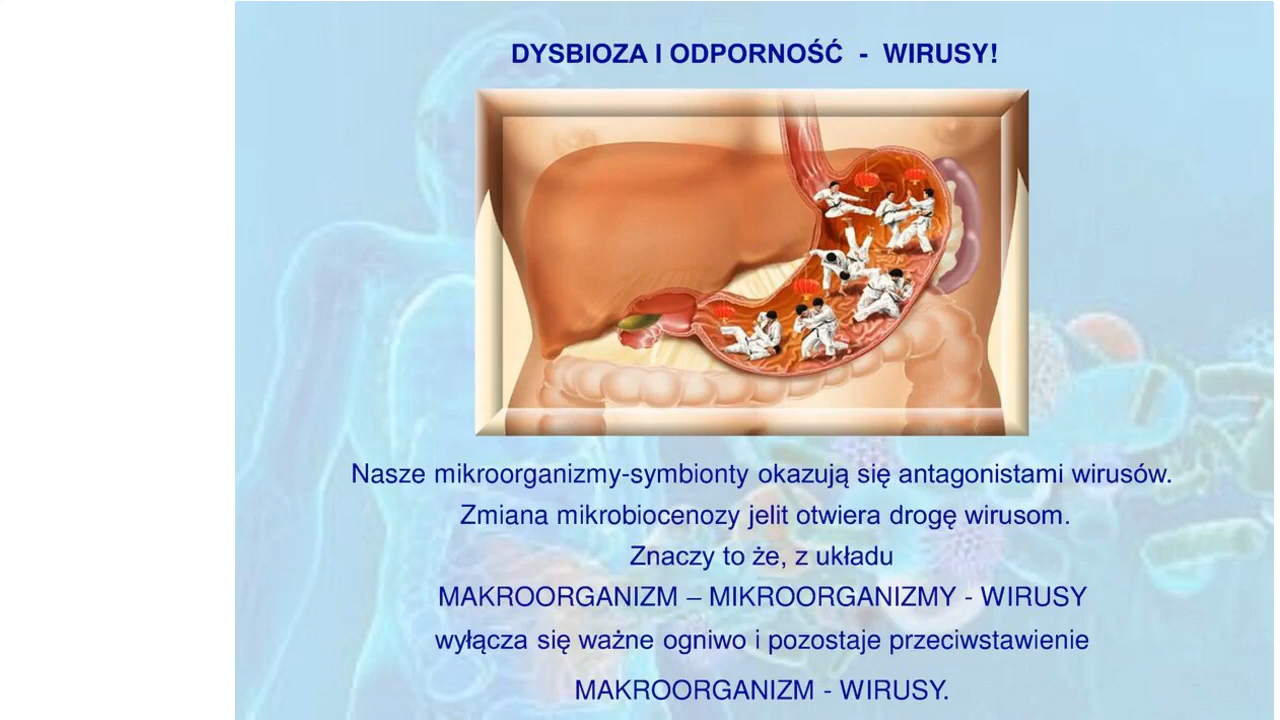 DYSBIOZA I ODPORNOŚĆ - WIRUSY!
Nasze mikroorganizmy-symbionty okazują się antagonistami wirusów.
Zmiana mikrobiocenozy jelit otwiera drogę wirusom.
Znaczy to że, z układu
MAKROORGANIZM – MIKROORGANIZMY - WIRUSY
wyłącza się ważne ogniwo i pozostaje przeciwstawienie
MAKROORGANIZM - WIRUSY.